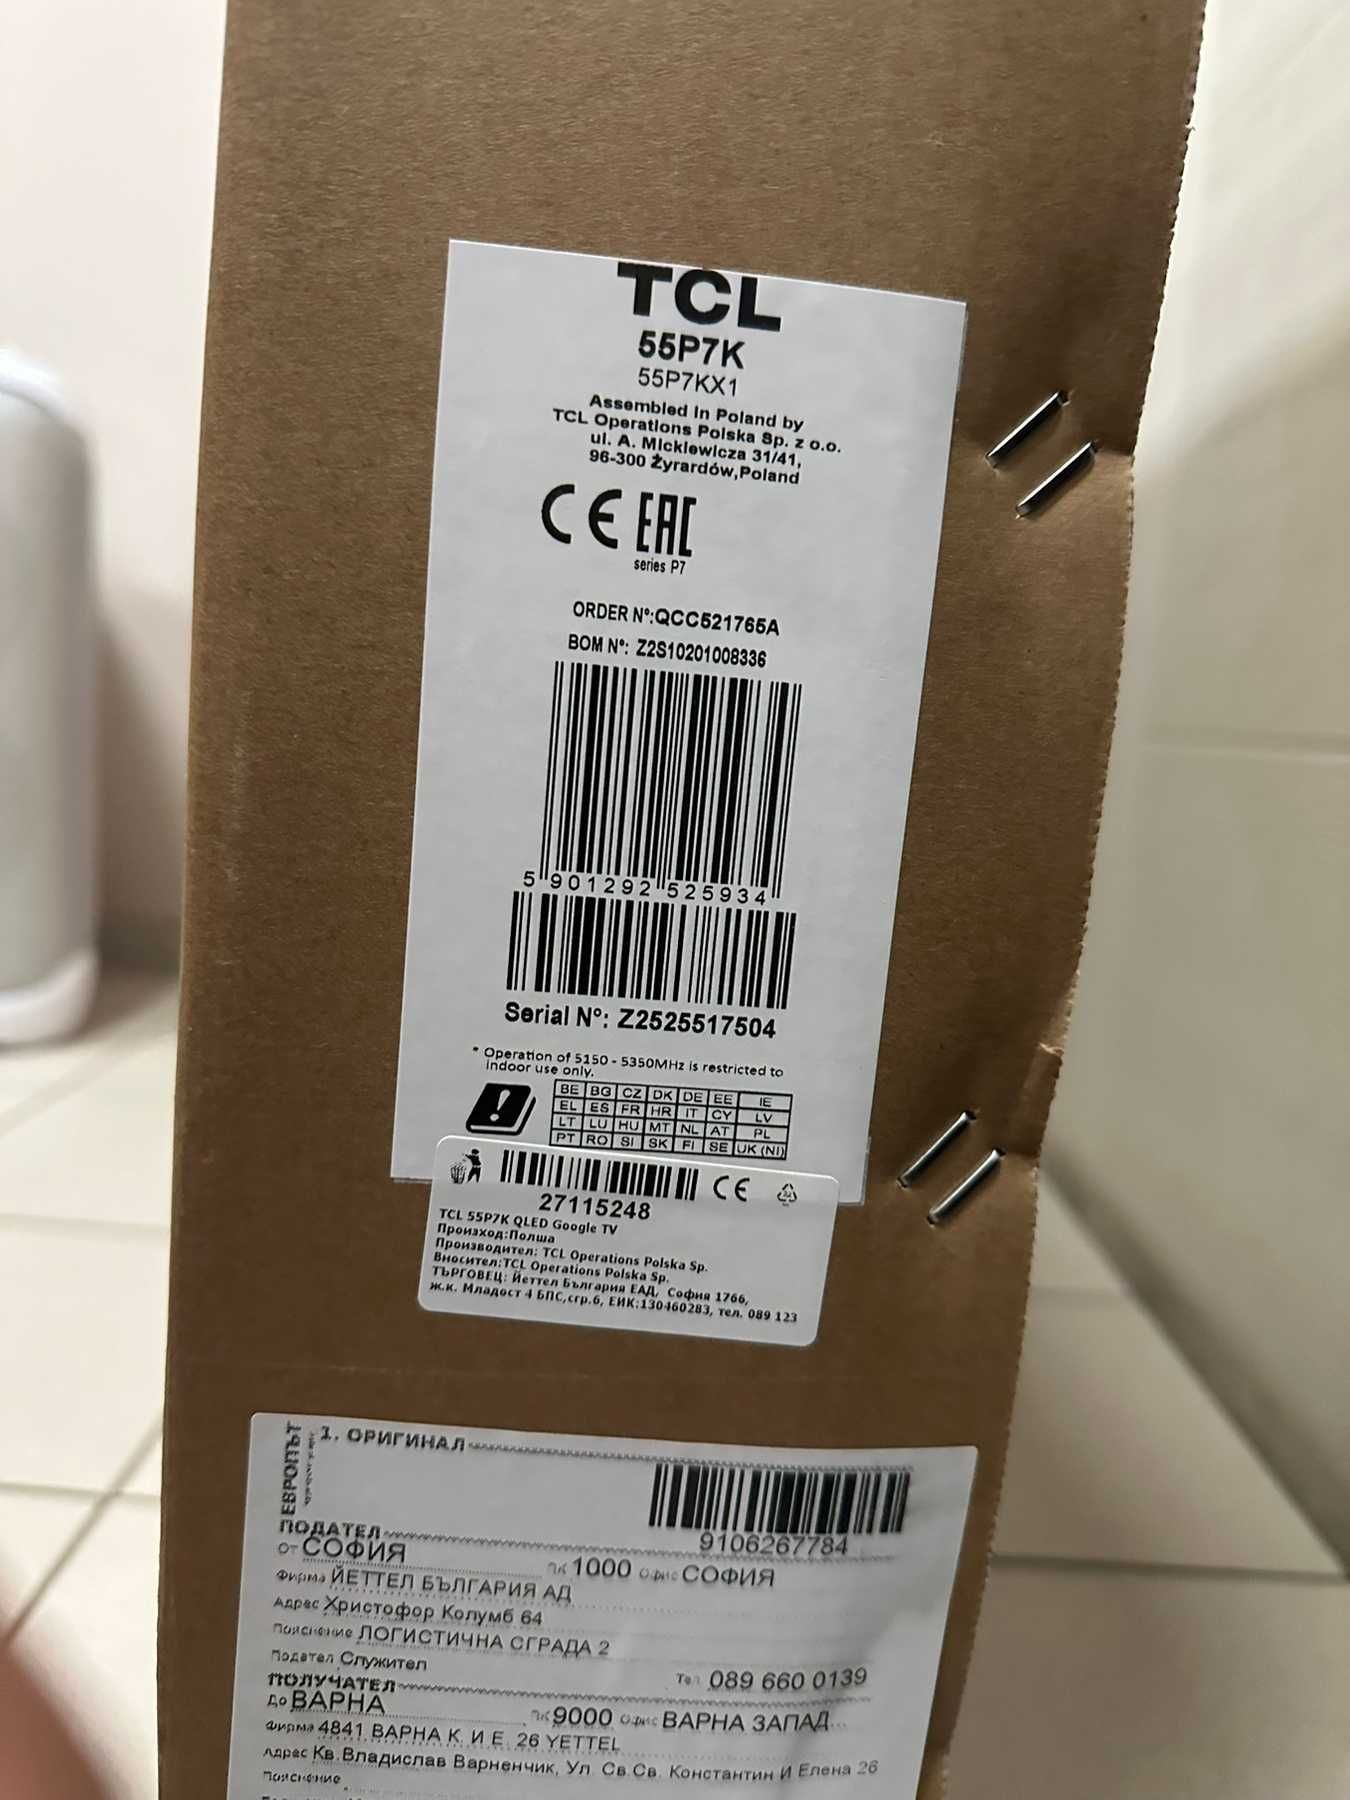 TCL
55P7K
55P7KX1
Assembled in Poland by
TCL Operations Polska Sp. z o.o.
ul. A. Mickiewicza 31/41,
96-300 Żyrardów,Poland
CE EAC
series P7
ORDER Nº:QCC521765A
BOM Nº: Z2S10201008336
5 901292 525934
Serial Nº: Z2525517504
* Operation of 5150 - 5350MHz is restricted to
indoor use only.
BE BG CZ DK DE EE IE
EL ES FR HR IT CY LV
LT LU HU MT NL AT PL
PT RO SI SK FI SE UK (NI)
CE
27115248
TCL 55P7K QLED Google TV
Произход:Полша
Производител: TCL Operations Polska Sp.
Вносител:TCL Operations Polska Sp.
ТЪРГОВЕЦ: Йеттел България ЕАД, София 1766,
ж.к. Младост 4 БПС,сгр.6, ЕИК:130460283, тел. 089 123
ЕВРОПЪТ
1. ОРИГИНАЛ
9106267784
ПОДАТЕЛ
от СОФИЯ ПК 1000 Офис СОФИЯ
Фирма ЙЕТТЕЛ БЪЛГАРИЯ АД
Адрес Христофор Колумб 64
Пояснение ЛОГИСТИЧНА СГРАДА 2
Подател Служител Тел 089 660 0139
ПОЛУЧАТЕЛ
До ВАРНА ПК 9000 Офис ВАРНА ЗАПАД
Фирма 4841 ВАРНА К. И Е. 26 YETTEL
Адрес Кв.Владислав Варненчик, Ул. Св.Св. Константин И Елена 26
Пояснение